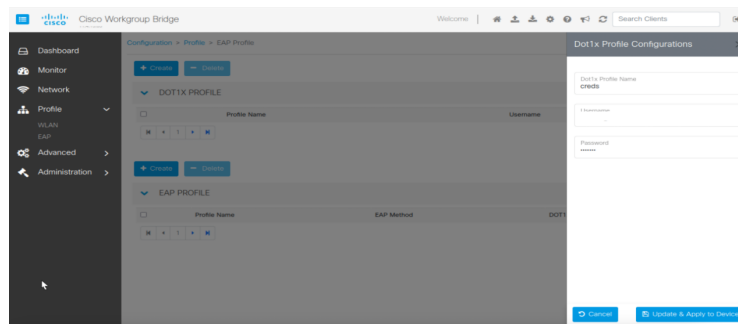 cisco
Cisco Workgroup Bridge
Welcome
Search Clients
Dashboard
Monitor
Network
Profile
WLAN
EAP
Advanced
Administration
Configuration > Profile > EAP Profile
+ Create
− Delete
DOT1X PROFILE
Profile Name
Username
1
+ Create
− Delete
EAP PROFILE
Profile Name
EAP Method
DOT1
1
Dot1x Profile Configurations
Dot1x Profile Name
creds
Password
•••••••
Cancel
Update & Apply to Device